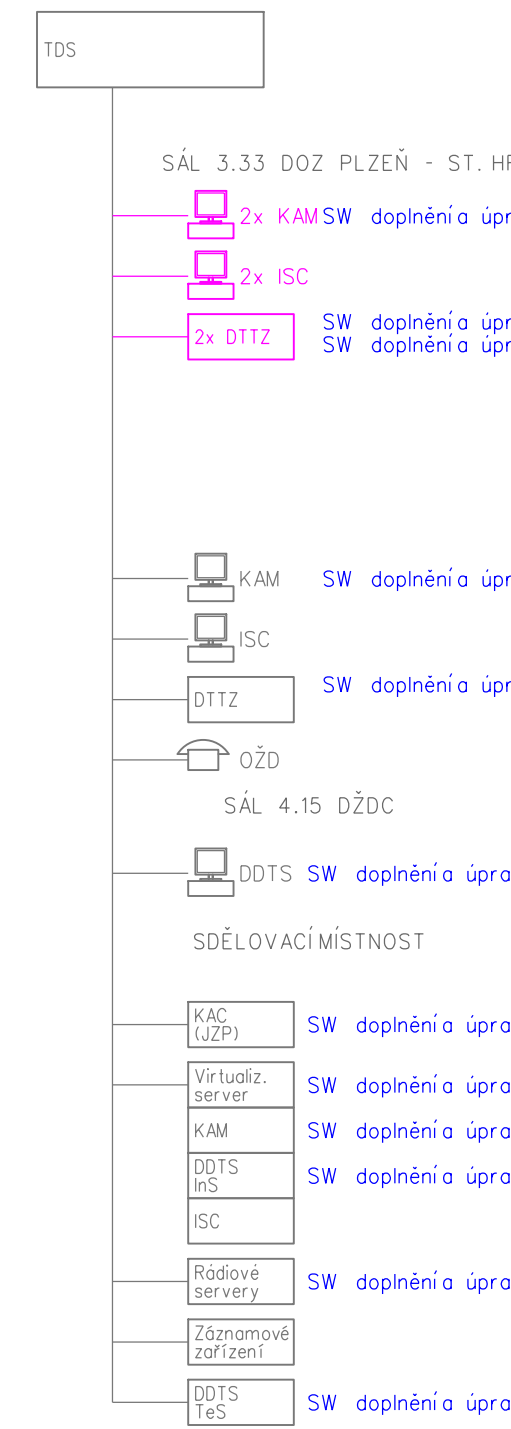 TDS
SÁL 3.33 DOZ PLZEŇ - ST. HR
2x KAM SW doplnění a úpr
2x ISC
SW doplnění a úpr
2x DTTZ SW doplnění a úpr
KAM SW doplnění a úpr
ISC
SW doplnění a úpr
DTTZ
OŽD
SÁL 4.15 DŽDC
DDTS SW doplnění a úpra
SDĚLOVACÍ MÍSTNOST
KAC
(JZP)
SW doplnění a úpra
Virtualiz.
server
SW doplnění a úpra
KAM SW doplnění a úpra
DDTS
InS
SW doplnění a úpra
ISC
Rádiové
servery
SW doplnění a úpra
Záznamové
zařízení
DDTS
TeS
SW doplnění a úpra